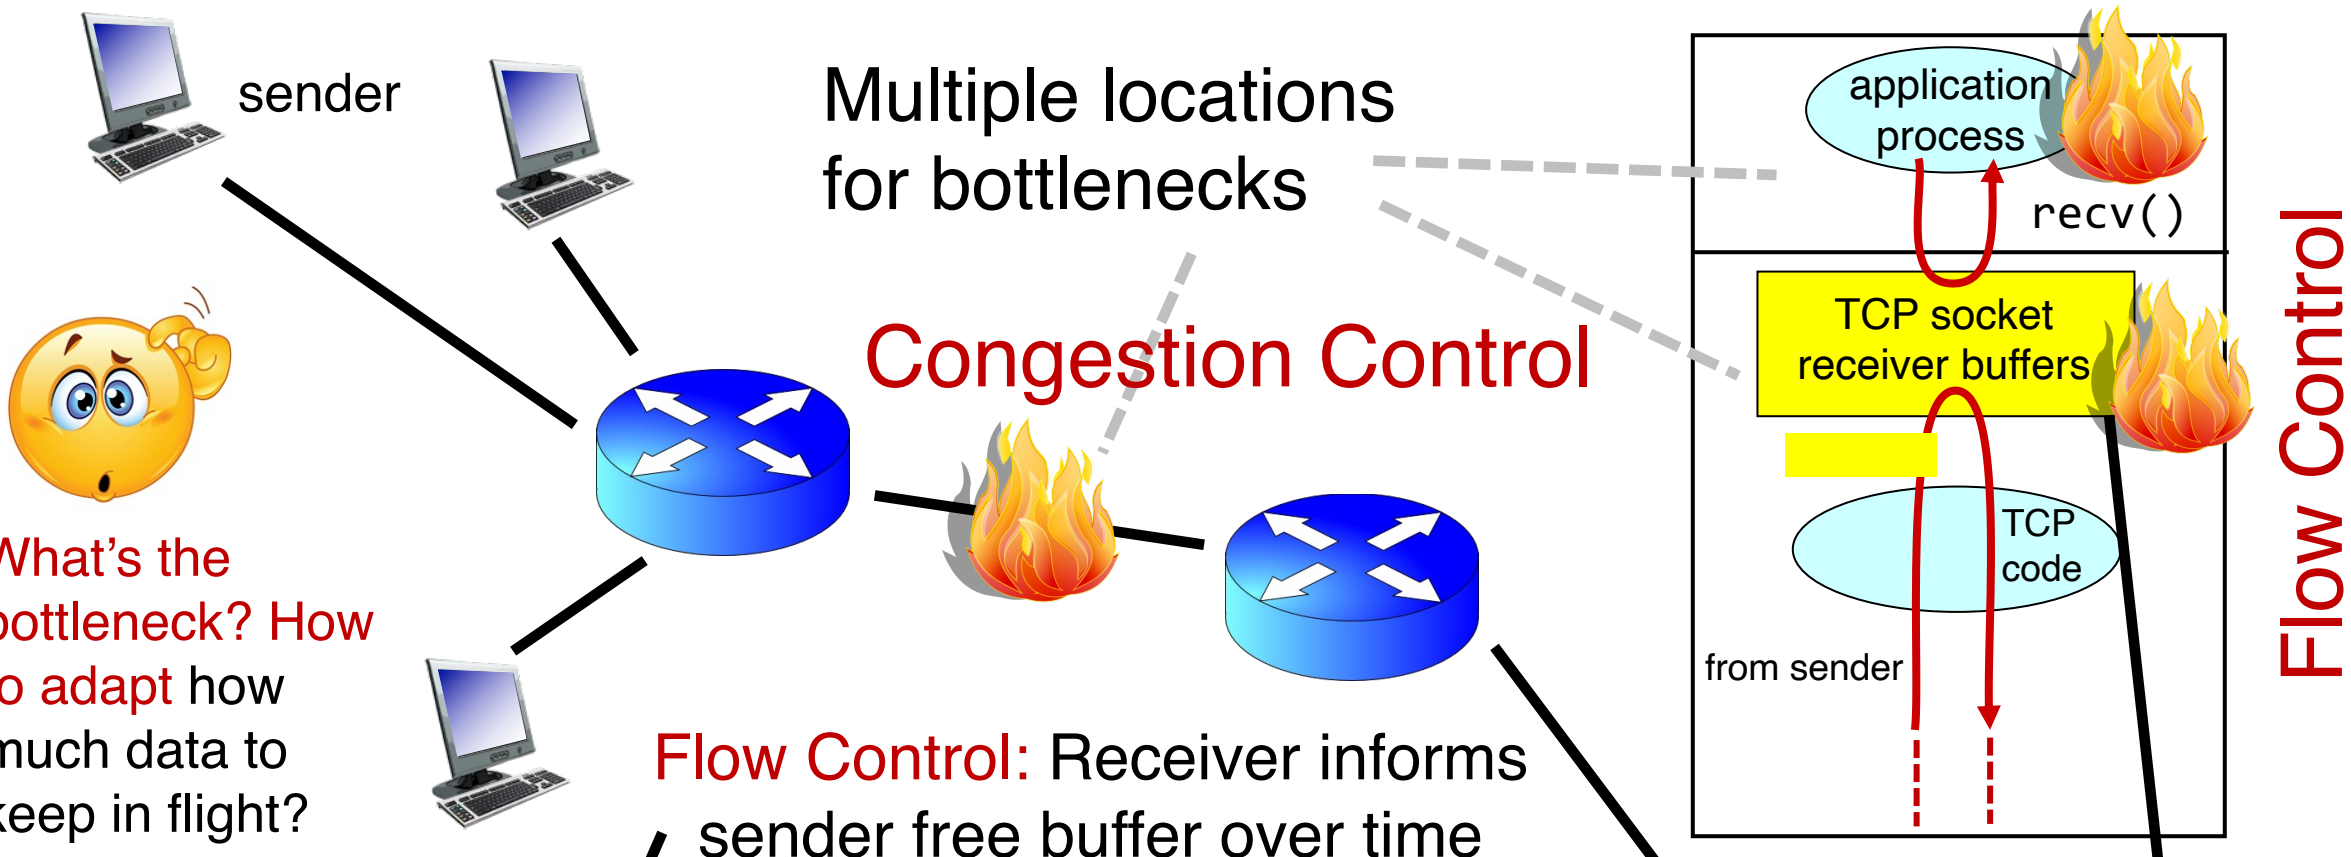 sender
Multiple locations
for bottlenecks
Congestion Control
application
process
recv()
TCP socket
receiver buffers
TCP
code
from sender
Flow Control
What's the
bottleneck? How
to adapt how
much data to
keep in flight?
Flow Control: Receiver informs
sender free buffer over time